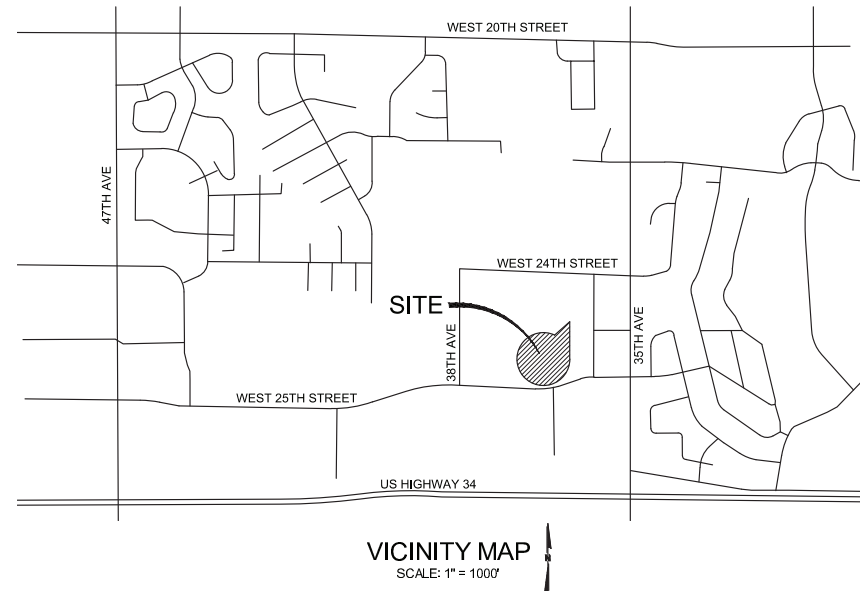 WEST 20TH STREET
47TH AVE
WEST 24TH STREET
SITE
38TH AVE
35TH AVE
WEST 25TH STREET
US HIGHWAY 34
VICINITY MAP
N
SCALE: 1" = 1000'